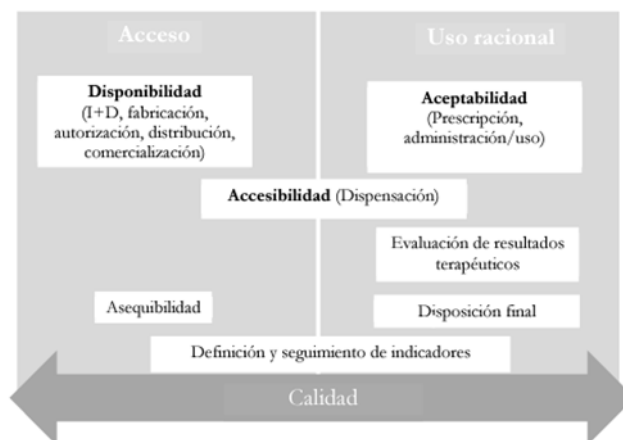 Acceso
Uso racional
Disponibilidad
(I+D, fabricación,
autorización, distribución,
comercialización)
Aceptabilidad
(Prescripción,
administración/uso)
Accesibilidad (Dispensación)
Evaluación de resultados
terapéuticos
Asequibilidad
Disposición final
Definición y seguimiento de indicadores
Calidad